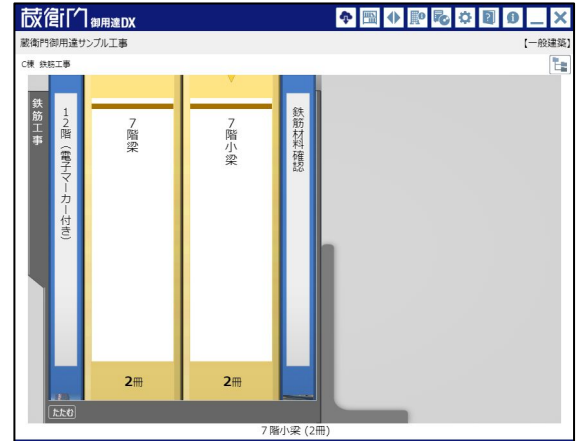 蔵衛門御用達DX
蔵衛門御用達サンプル工事
【一般建築】
C棟 鉄筋工事
鉄筋工事
12階(電子マーカー付き)
7階梁
7階小梁
鉄筋材料確認
2冊
2冊
たたむ
7階小梁 (2冊)